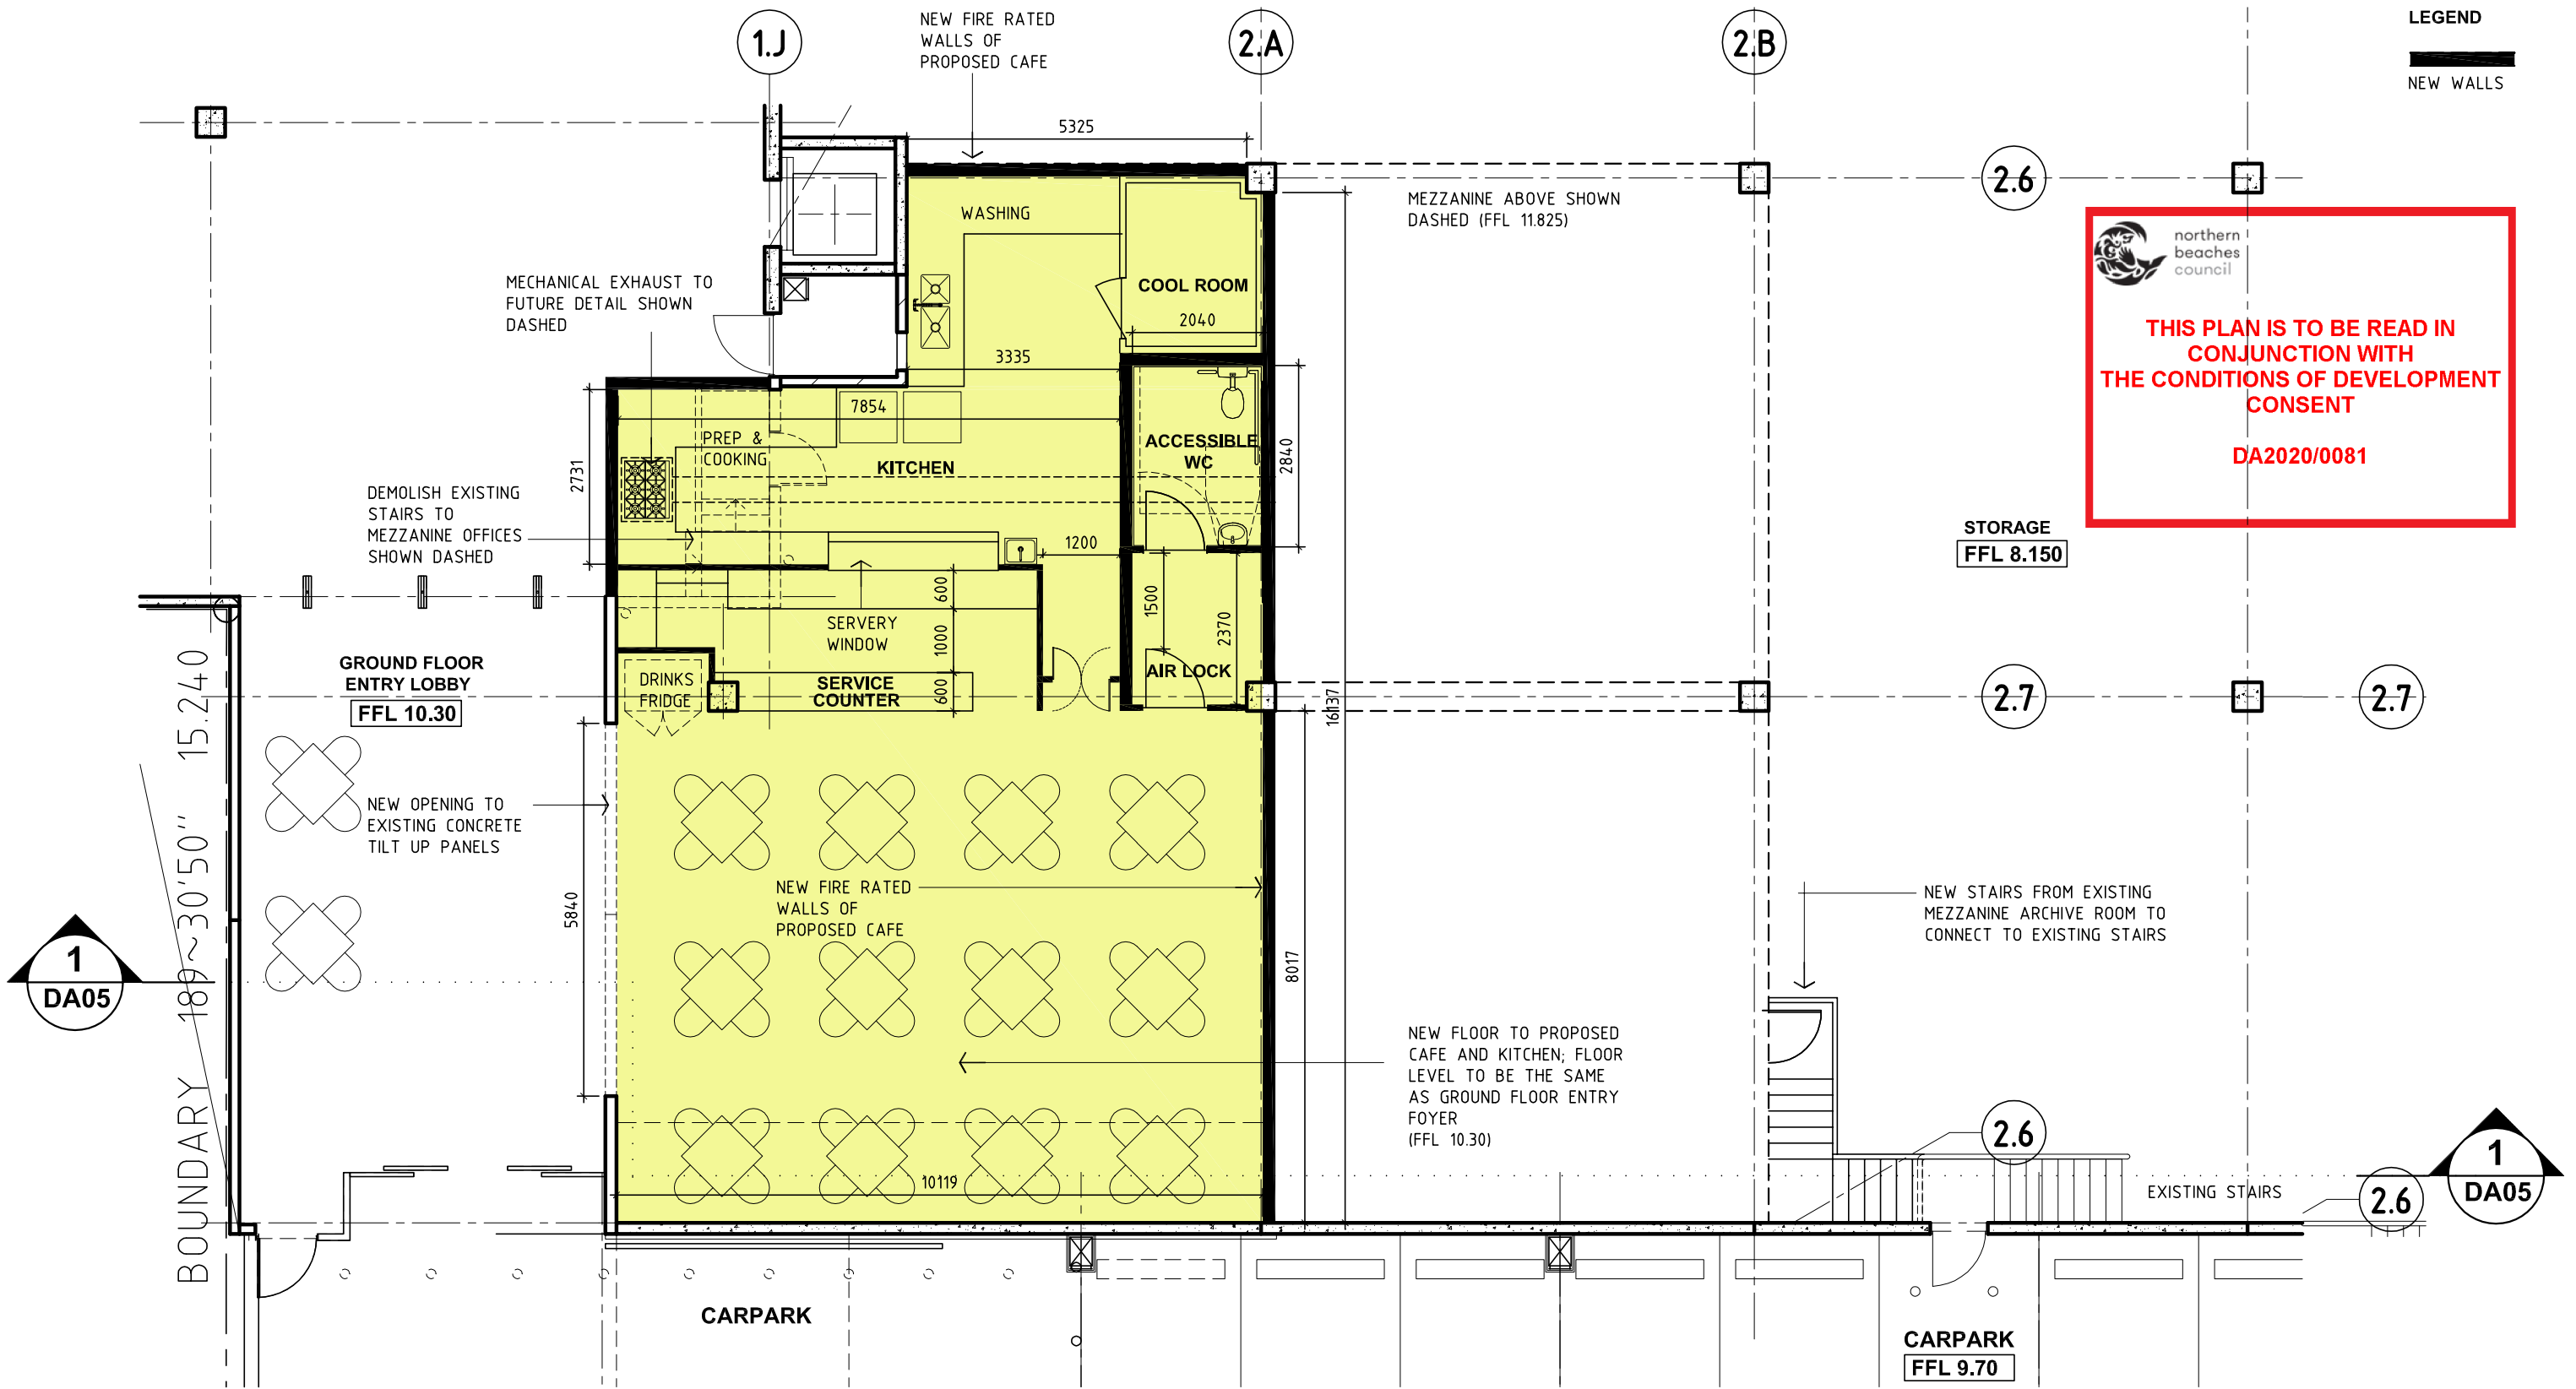 LEGEND
NEW WALLS
1.J
NEW FIRE RATED
WALLS OF
PROPOSED CAFE
2.A
2.B
5325
2.6
MEZZANINE ABOVE SHOWN
DASHED (FFL 11.825)
northern
beaches
council
THIS PLAN IS TO BE READ IN
CONJUNCTION WITH
THE CONDITIONS OF DEVELOPMENT
CONSENT
DA2020/0081
WASHING
COOL ROOM
2040
3335
MECHANICAL EXHAUST TO
FUTURE DETAIL SHOWN
DASHED
7854
PREP &
COOKING
KITCHEN
ACCESSIBLE
WC
2840
2731
DEMOLISH EXISTING
STAIRS TO
MEZZANINE OFFICES
SHOWN DASHED
1200
STORAGE
FFL 8.150
600
1000
600
1500
2370
SERVERY
WINDOW
AIR LOCK
DRINKS
FRIDGE
SERVICE
COUNTER
GROUND FLOOR
ENTRY LOBBY
FFL 10.30
16137
2.7
2.7
BOUNDARY 189~30'50'' 15.240
NEW OPENING TO
EXISTING CONCRETE
TILT UP PANELS
5840
NEW FIRE RATED
WALLS OF
PROPOSED CAFE
8017
NEW STAIRS FROM EXISTING
MEZZANINE ARCHIVE ROOM TO
CONNECT TO EXISTING STAIRS
1
DA05
NEW FLOOR TO PROPOSED
CAFE AND KITCHEN; FLOOR
LEVEL TO BE THE SAME
AS GROUND FLOOR ENTRY
FOYER
(FFL 10.30)
2.6
1
DA05
10119
EXISTING STAIRS
2.6
CARPARK
CARPARK
FFL 9.70